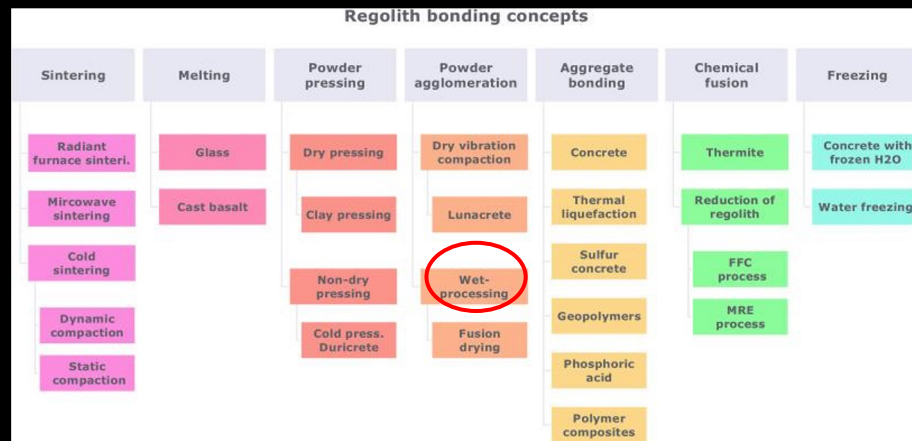 Regolith bonding concepts
Sintering
Melting
Powder
pressing
Powder
agglomeration
Aggregate
bonding
Chemical
fusion
Freezing
Radiant
furnace sinteri.
Mircowave
sintering
Cold
sintering
Dynamic
compaction
Static
compaction
Glass
Cast basalt
Dry pressing
Clay pressing
Non-dry
pressing
Cold press.
Duricrete
Dry vibration
compaction
Lunacrete
Wet-
processing
Fusion
drying
Concrete
Thermal
liquefaction
Sulfur
concrete
Geopolymers
Phosphoric
acid
Polymer
composites
Thermite
Reduction of
regolith
FFC
process
MRE
process
Concrete with
frozen H2O
Water freezing